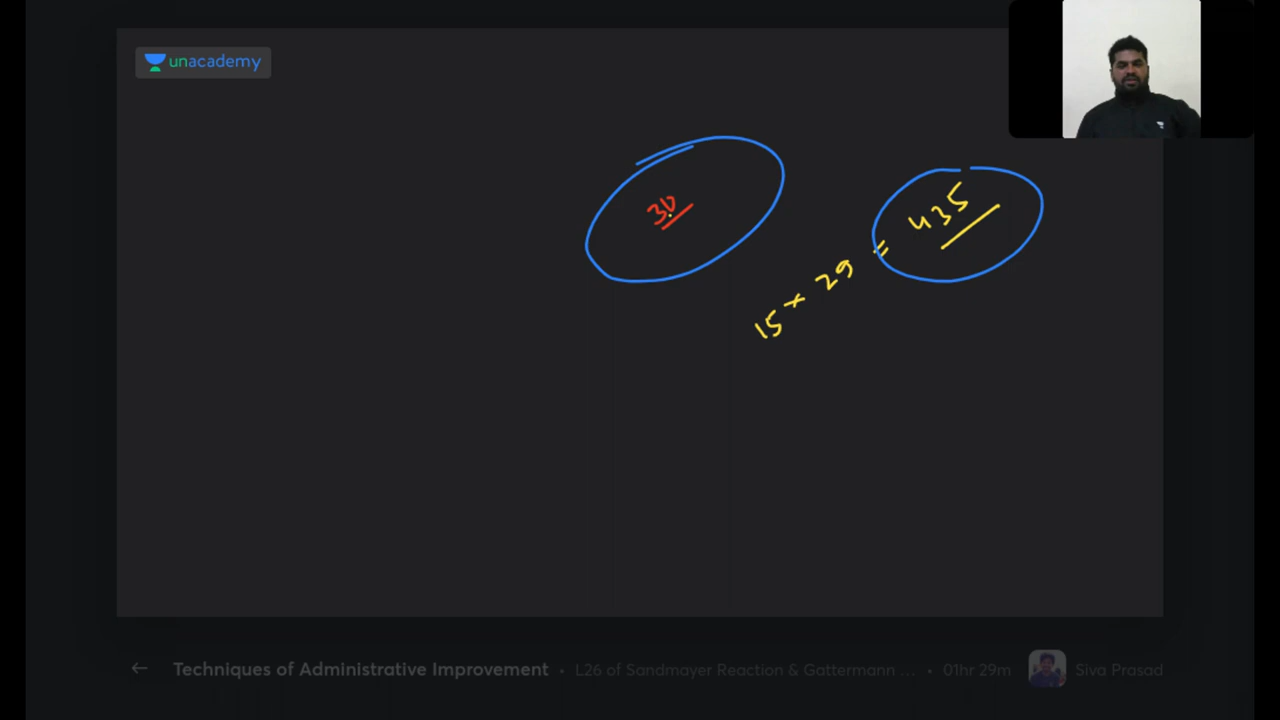 unacademy
30
15 × 29 = 435
Techniques of Administrative Improvement • L26 of Sandmayer Reaction & Gattermann ... • 01hr 29m Siva Prasad